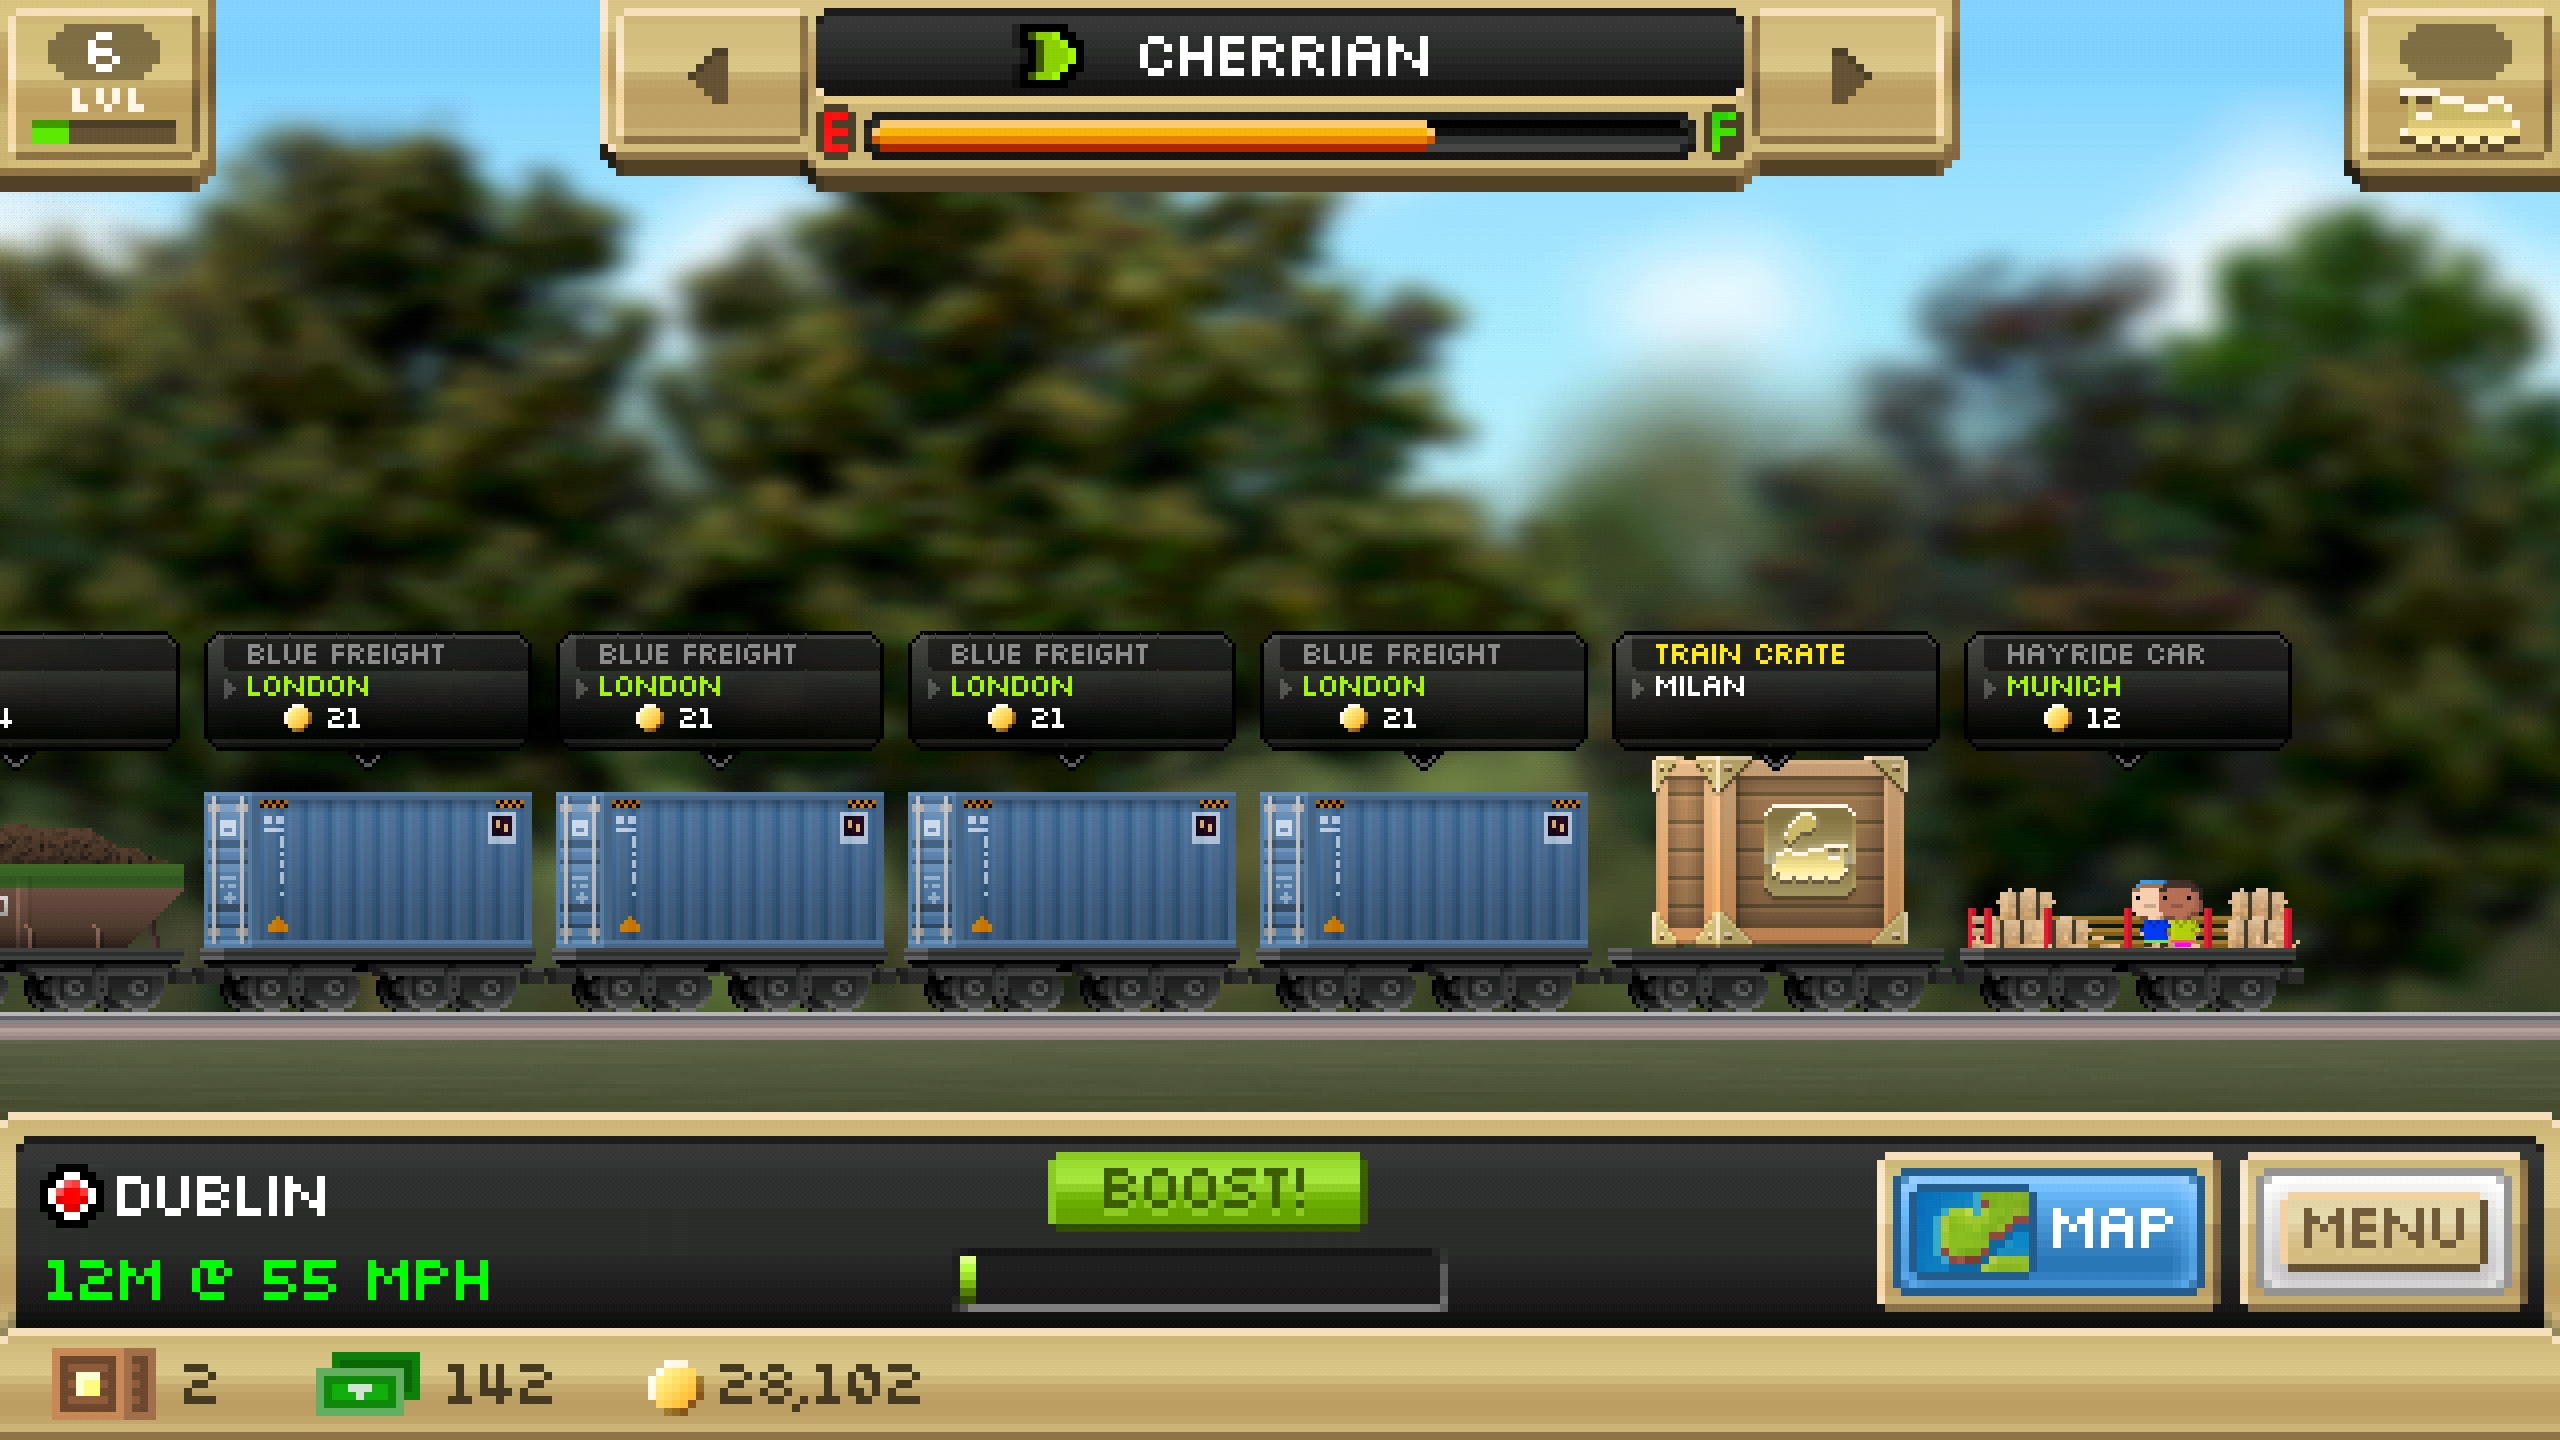 6
LVL
CHERRIAN
E
F
4
BLUE FREIGHT
LONDON
21
BLUE FREIGHT
LONDON
21
BLUE FREIGHT
LONDON
21
BLUE FREIGHT
LONDON
21
TRAIN CRATE
MILAN
HAYRIDE CAR
MUNICH
12
DUBLIN
12M @ 55 MPH
BOOST!
MAP
MENU
2
142
28,102